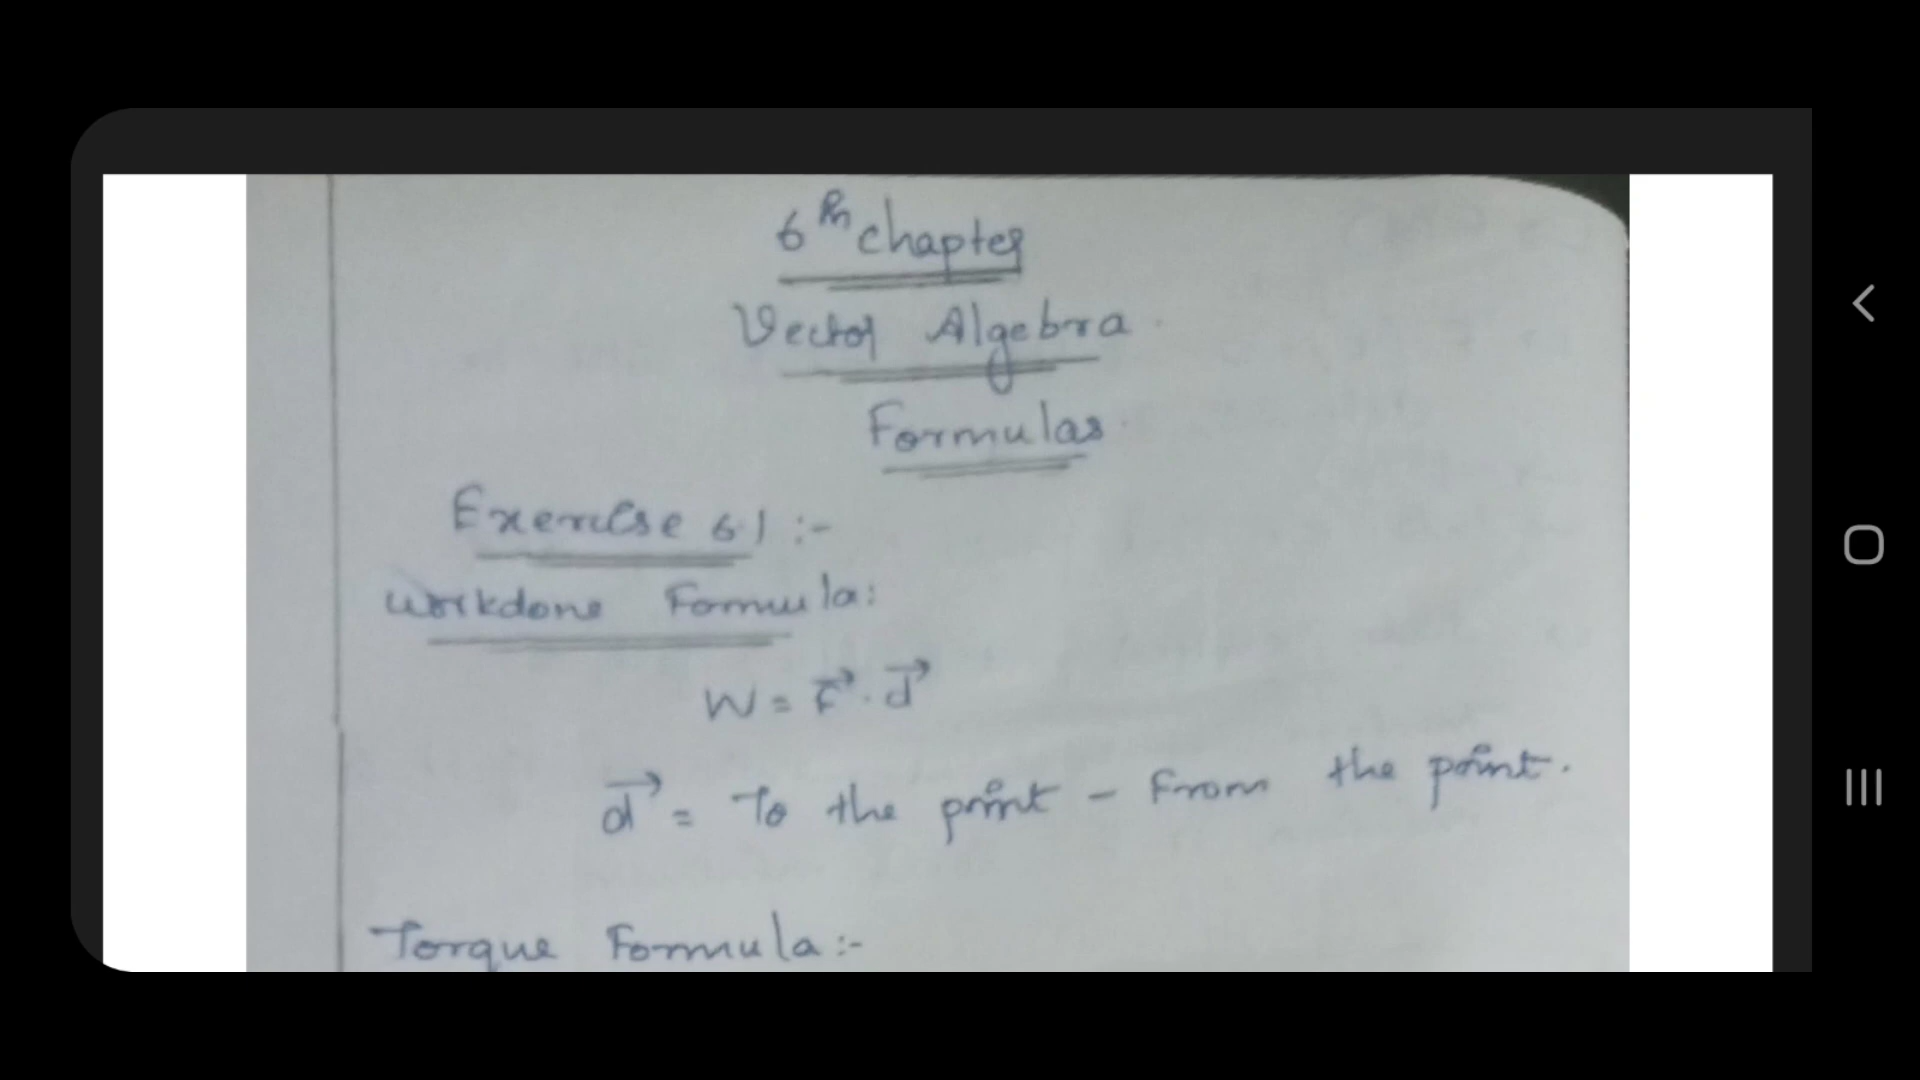 6th chapter
Vector Algebra
Formulas
Exercise 6.1 :-
Workdone Formula:
W = F⃗ . d⃗
d⃗ = To the point - From the point.
Torque Formula :-